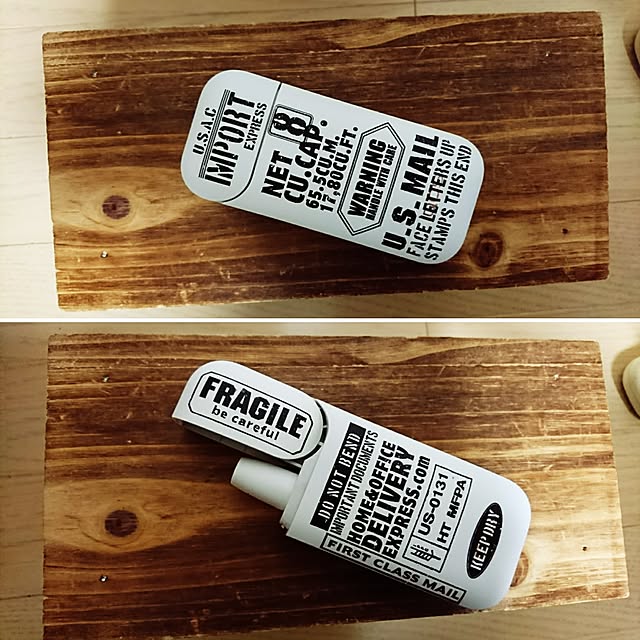 U.S.A.C
IMPORT
EXPRESS
8
NET
CU.CAP.
65.5CU.M.
17.80CU.FT.
WARNING
HANDLE WITH CARE
U.S. MAIL
FACE LETTERS UP
STAMPS THIS END
FRAGILE
be careful
DO NOT BEND
IMPORTANT DOCUMENTS
HOME&OFFICE
DELIVERY
EXPRESS.com
US-0131
HT MFPA
KEEP DRY
FIRST CLASS MAIL